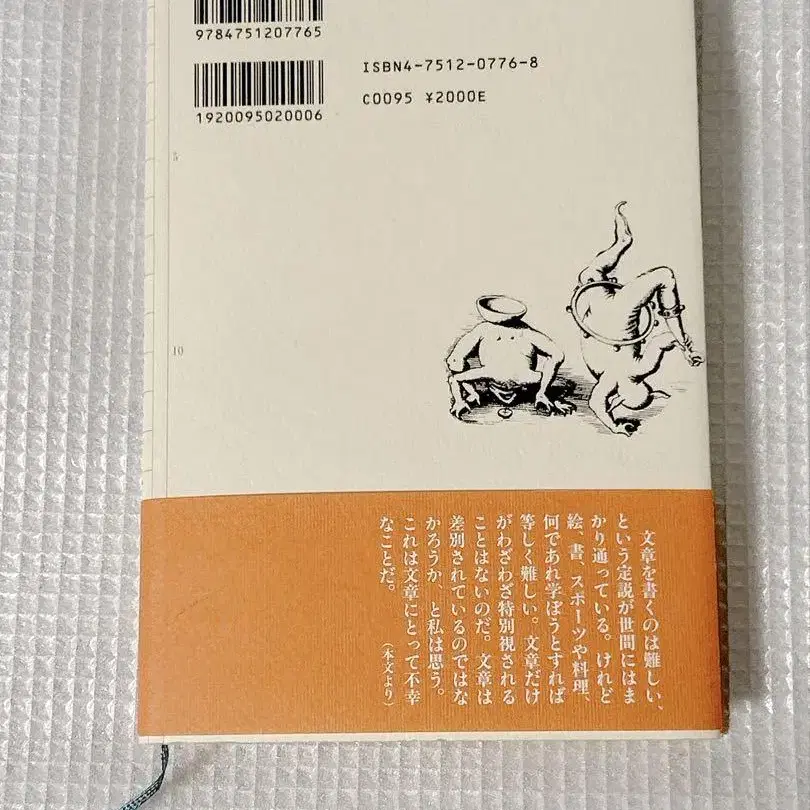 9784751207765
ISBN4-7512-0776-8
1920095020006
C0095 ¥2000E
5
10
文章を書くのは難しい、
という定説が世間にはま
かり通っている。けれど
絵、書、スポーツや料理、
何であれ学ぼうとすれば
等しく難しい。文章だけ
がわざわざ特別視される
ことはないのだ。文章は
差別されているのではな
かろうか、と私は思う。
これは文章にとって不幸
なことだ。
（本文より）